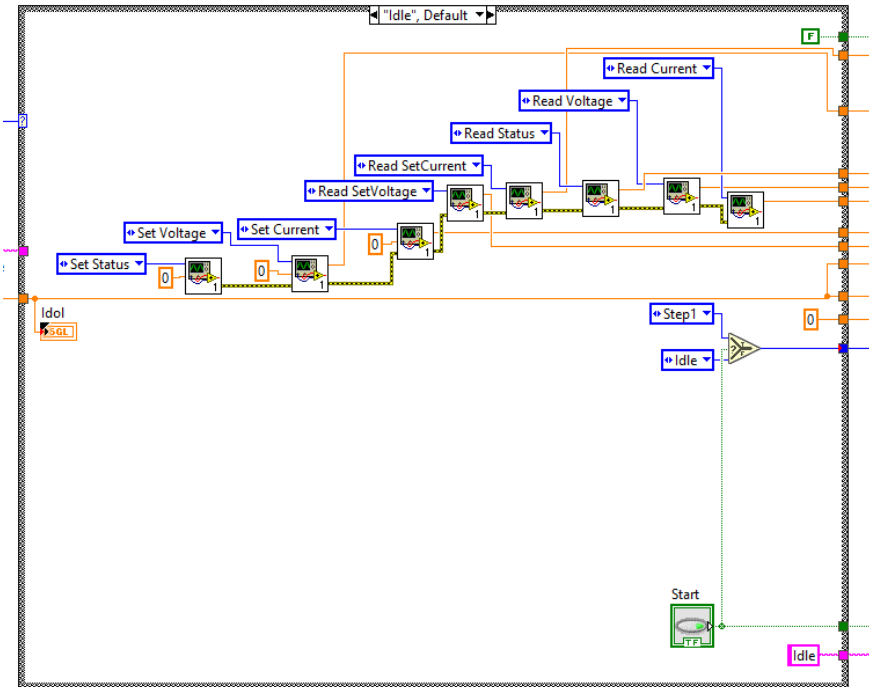 "Idle", Default
F
Read Current
Read Voltage
Read Status
Read SetCurrent
Read SetVoltage
1
1
1
1
1
Set Voltage
Set Current
0
1
Set Status
0
0
1
1
Idol
SGL
Step1
0
?
T
F
Idle
Start
TF
Idle